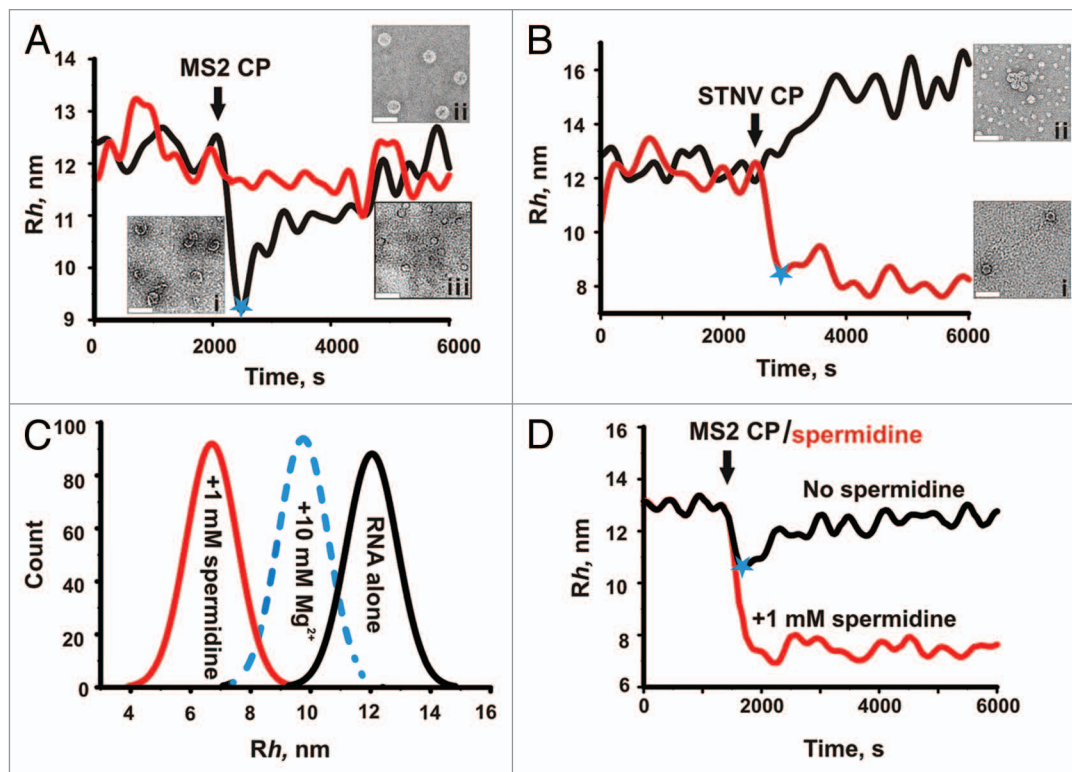 A
MS2 CP
Rh, nm
14
13
12
11
10
9
0
2000
4000
6000
Time, s
i
ii
iii
B
STNV CP
Rh, nm
16
14
12
10
8
6
0
2000
4000
6000
Time, s
ii
i
C
Count
100
80
60
40
20
0
+1 mM spermidine
+10 mM Mg²⁺
RNA alone
4
6
8
10
12
14
16
Rh, nm
D
MS2 CP/spermidine
No spermidine
+1 mM spermidine
Rh, nm
16
14
12
10
8
6
0
2000
4000
6000
Time, s